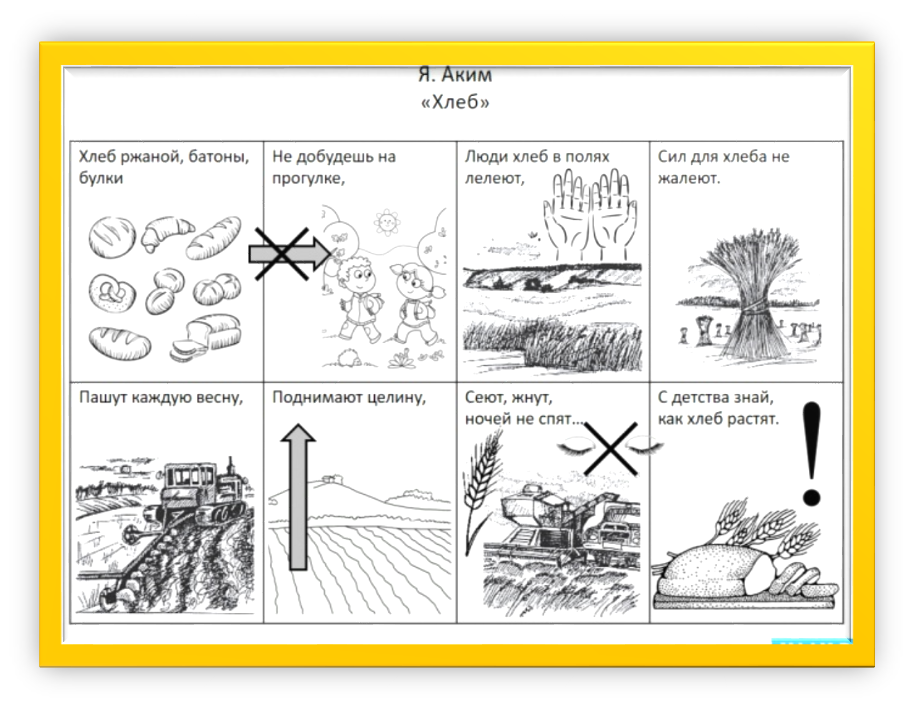 Я. Аким
«Хлеб»
Хлеб ржаной, батоны,
булки
Не добудешь на
прогулке,
Люди хлеб в полях
лелеют,
Сил для хлеба не
жалеют.
Пашут каждую весну,
Поднимают целину,
Сеют, жнут,
ночей не спят...
С детства знай,
как хлеб растят.